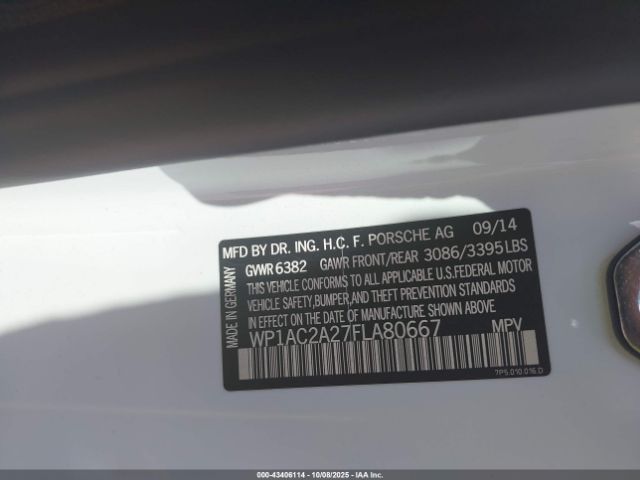 MFD BY DR. ING. H.C. F. PORSCHE AG 09/14
GVWR 6382 GAWR FRONT/REAR 3086/3395 LBS
THIS VEHICLE CONFORMS TO ALL APPLICABLE U.S.FEDERAL MOTOR
VEHICLE SAFETY,BUMPER,AND THEFT PREVENTION STANDARDS
IN EFFECT ON THE DATE OF MANUFACTURE SHOWN ABOVE
WP1AC2A27FLA80667 MPV
7P5.010.016.D
MADE IN GERMANY
000-43406114 | 10/08/2025 - IAA, Inc.